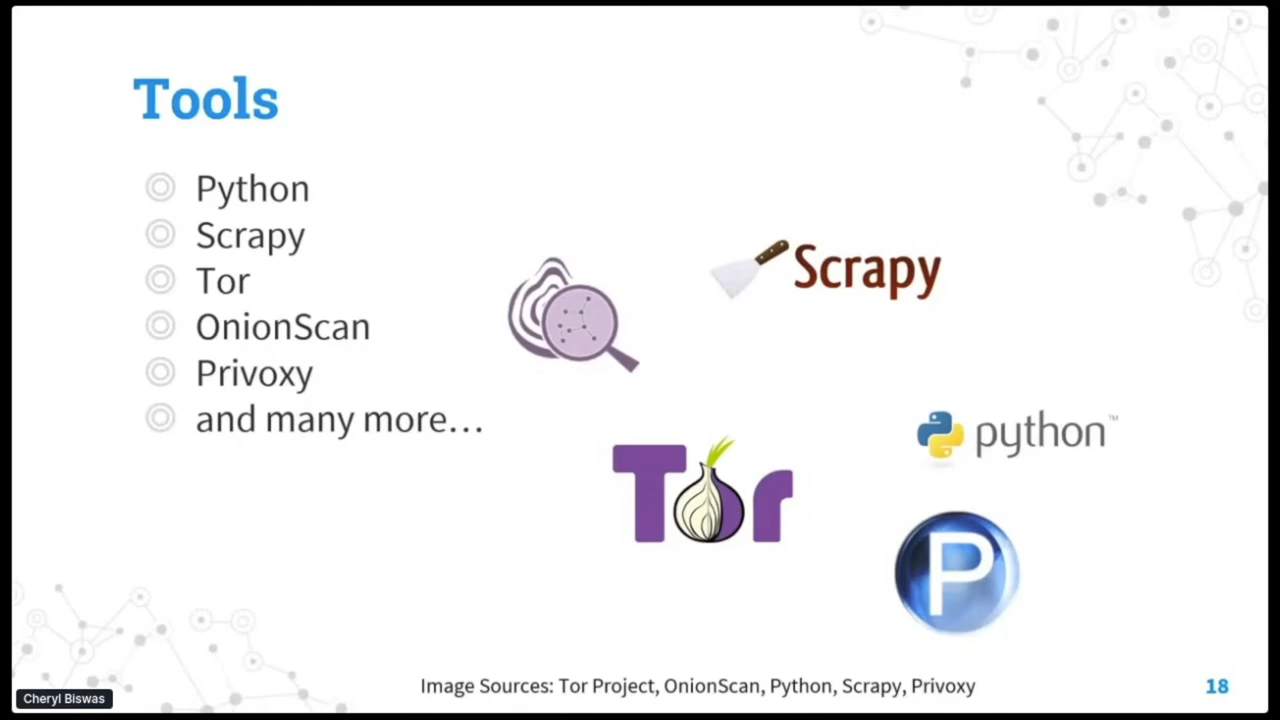 Tools
Python
Scrapy
Tor
OnionScan
Privoxy
and many more…
Scrapy
python™
Tor
P
Image Sources: Tor Project, OnionScan, Python, Scrapy, Privoxy
18
Cheryl Biswas